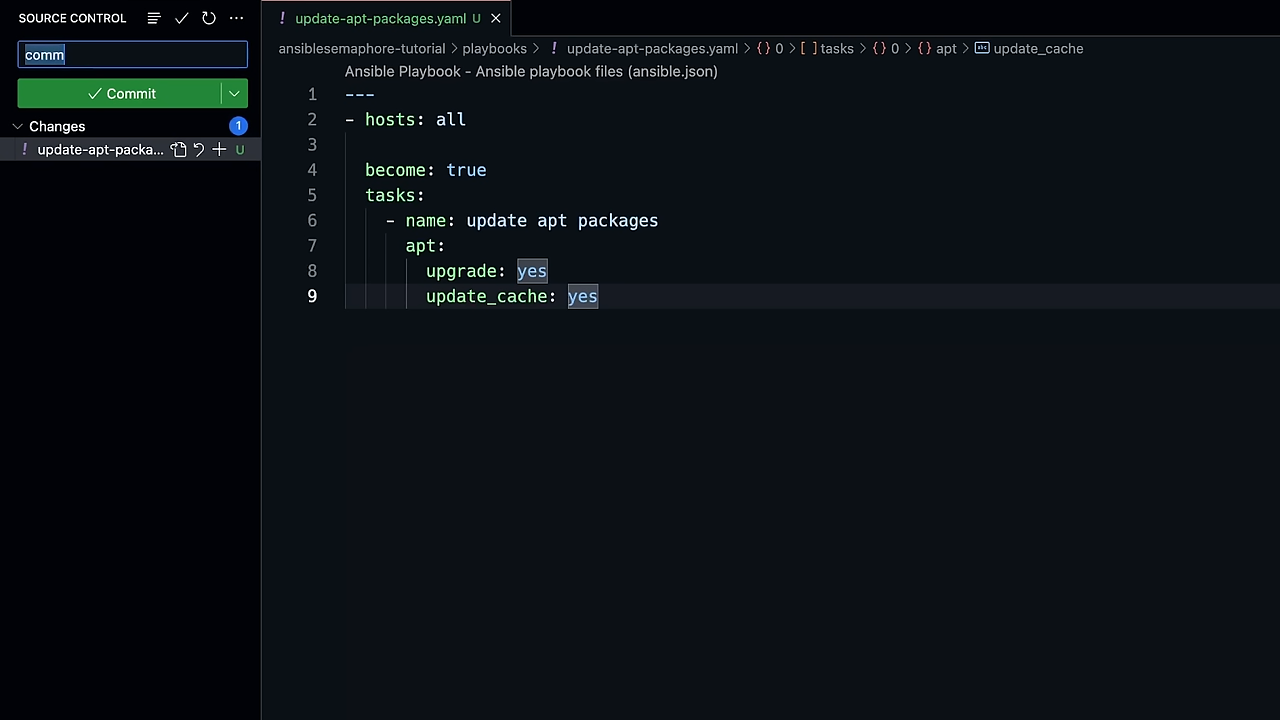 SOURCE CONTROL
comm
Commit
Changes 1
! update-apt-packa... U
! update-apt-packages.yaml U
ansiblesemaphore-tutorial > playbooks > ! update-apt-packages.yaml > {} 0 > [ ] tasks > {} 0 > {} apt > abc update_cache
Ansible Playbook - Ansible playbook files (ansible.json)
1 ---
2 - hosts: all
3
4 become: true
5 tasks:
6 - name: update apt packages
7 apt:
8 upgrade: yes
9 update_cache: yes